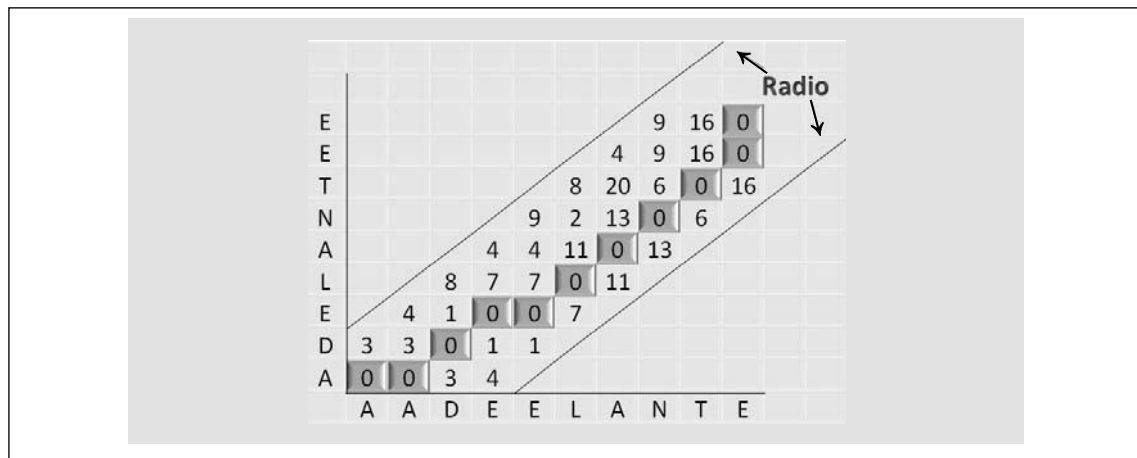 Radio
E 9 16 0
E 4 9 16 0
T 8 20 6 0 16
N 9 2 13 0 6
A 4 4 11 0 13
L 8 7 7 0 11
E 4 1 0 0 7
D 3 3 0 1 1
A 0 0 3 4
A A D E E L A N T E